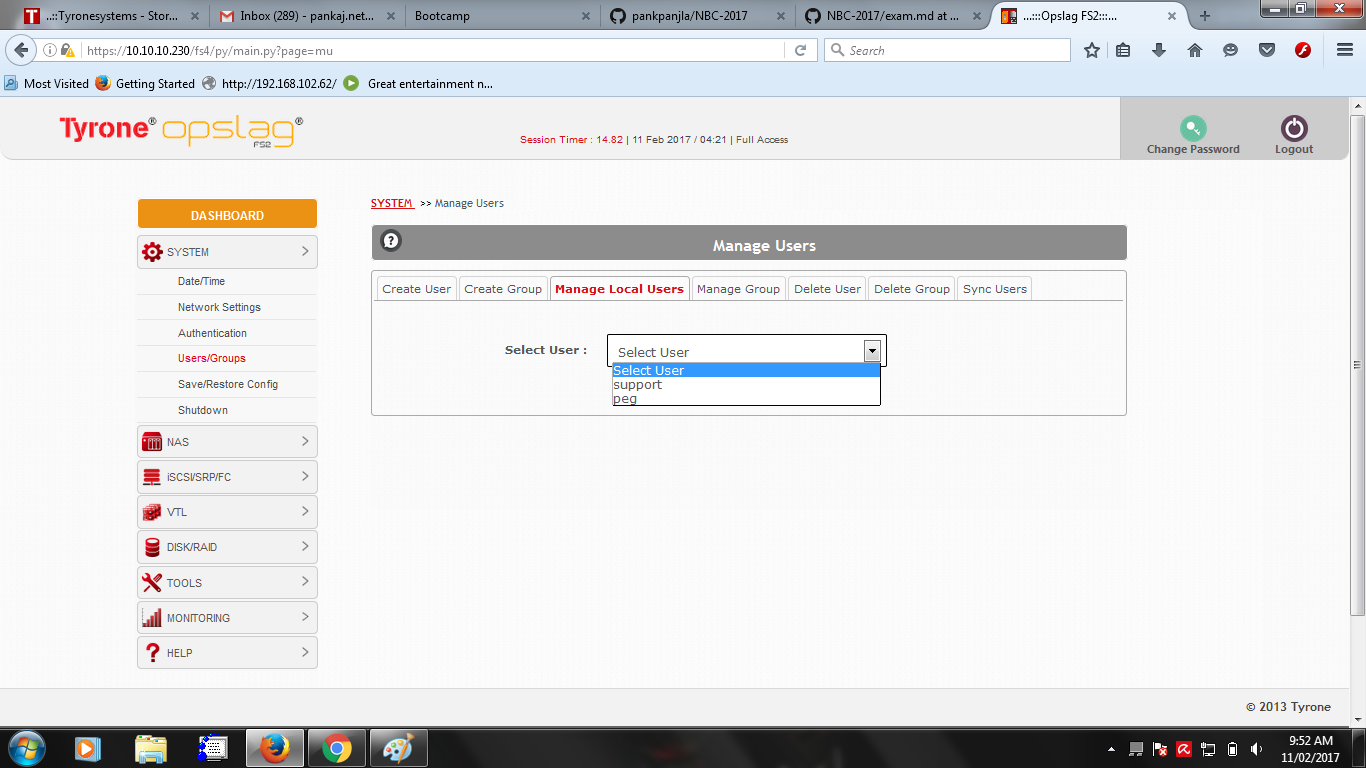 ..::Tyronesystems - Stor... Inbox (289) - pankaj.net... Bootcamp pankpanjla/NBC-2017 NBC-2017/exam.md at ... ...:::Opslag FS2:::...
https://10.10.10.230/fs4/py/main.py?page=mu Search
Most Visited Getting Started http://192.168.102.62/ Great entertainment n...
Tyrone® opslag® FS2
Session Timer : 14.82 | 11 Feb 2017 / 04:21 | Full Access
Change Password Logout
DASHBOARD
SYSTEM
Date/Time
Network Settings
Authentication
Users/Groups
Save/Restore Config
Shutdown
NAS
iSCSI/SRP/FC
VTL
DISK/RAID
TOOLS
MONITORING
HELP
SYSTEM >> Manage Users
Manage Users
Create User Create Group Manage Local Users Manage Group Delete User Delete Group Sync Users
Select User : Select User
Select User
support
peg
© 2013 Tyrone
9:52 AM
11/02/2017